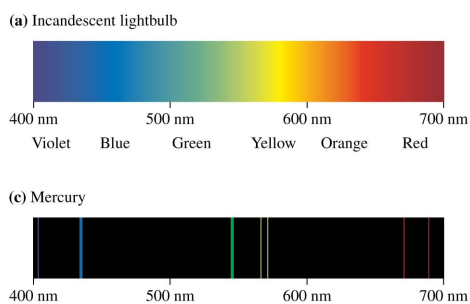 (a) Incandescent lightbulb
400 nm 500 nm 600 nm 700 nm
Violet Blue Green Yellow Orange Red
(c) Mercury
400 nm 500 nm 600 nm 700 nm